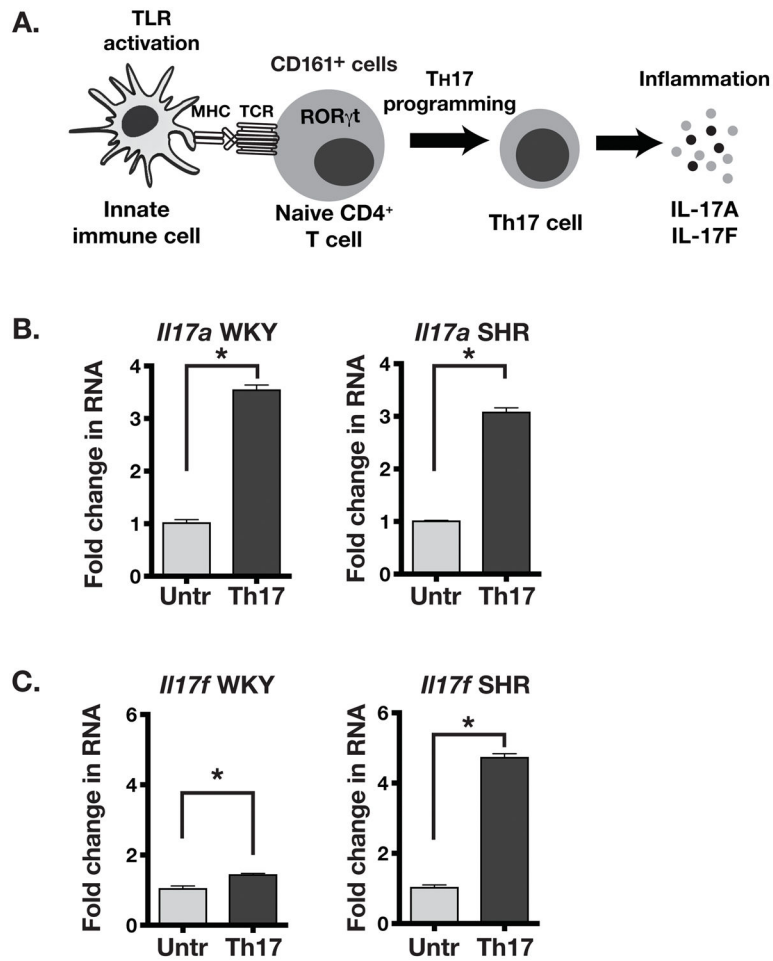 A.
TLR
activation
CD161+ cells
MHC TCR
RORγt
TH17
programming
Inflammation
Innate
immune cell
Naive CD4+
T cell
Th17 cell
IL-17A
IL-17F
B.
Il17a WKY
Fold change in RNA
4
3
2
1
0
*
Untr Th17
Il17a SHR
Fold change in RNA
4
3
2
1
0
*
Untr Th17
C.
Il17f WKY
Fold change in RNA
6
4
2
0
*
Untr Th17
Il17f SHR
Fold change in RNA
6
4
2
0
*
Untr Th17